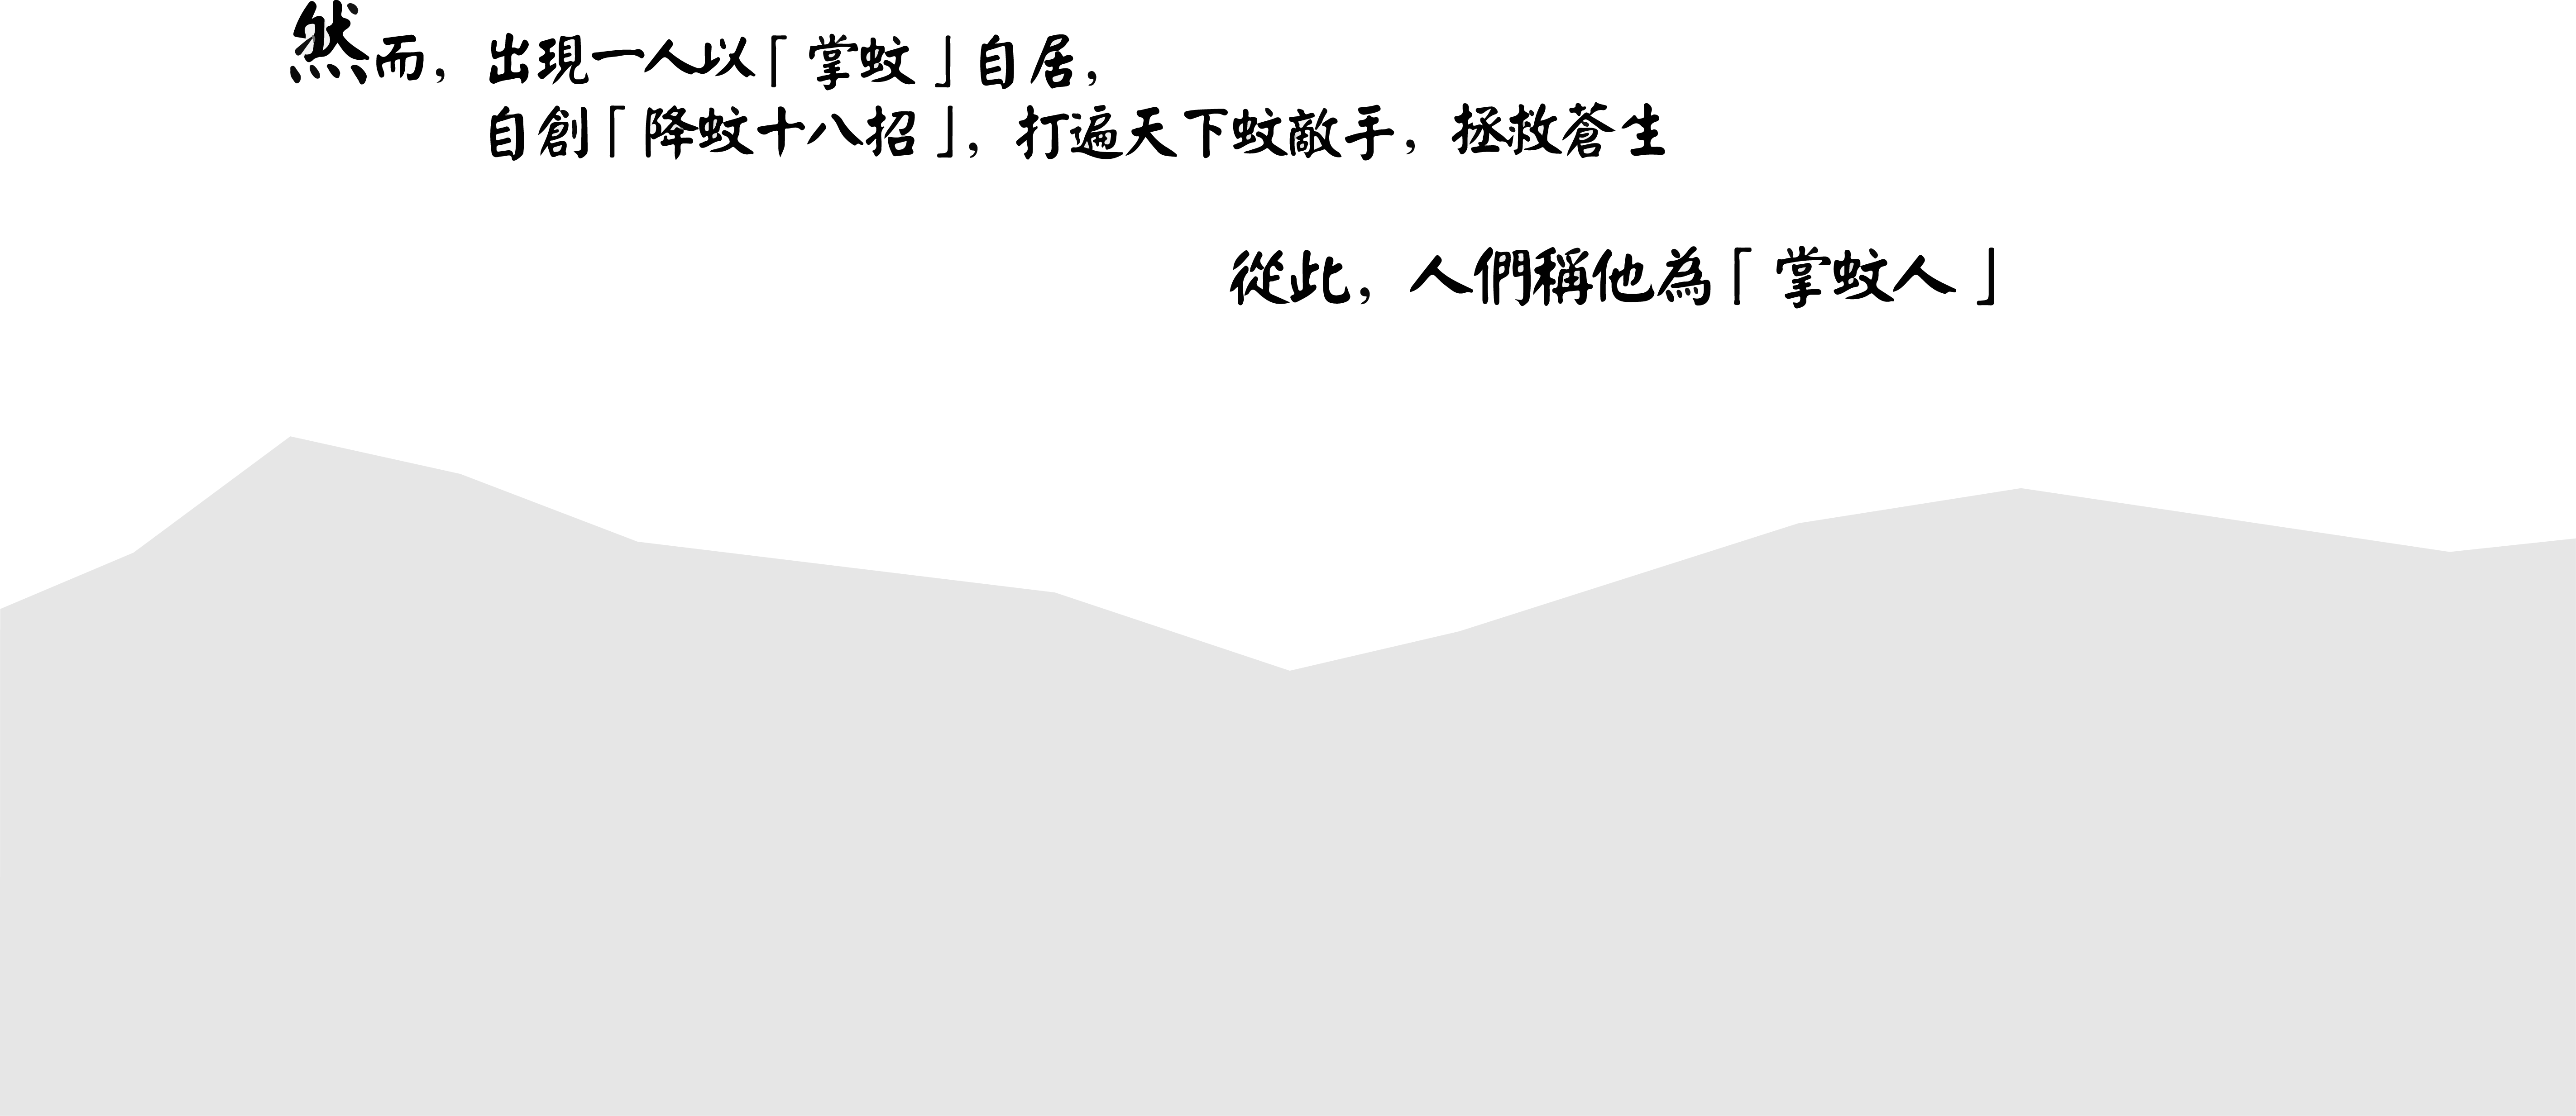 然而，出現一人以「掌蚊」自居，
自創「降蚊十八招」，打遍天下蚊敵手，拯救蒼生
從此，人們稱他為「掌蚊人」